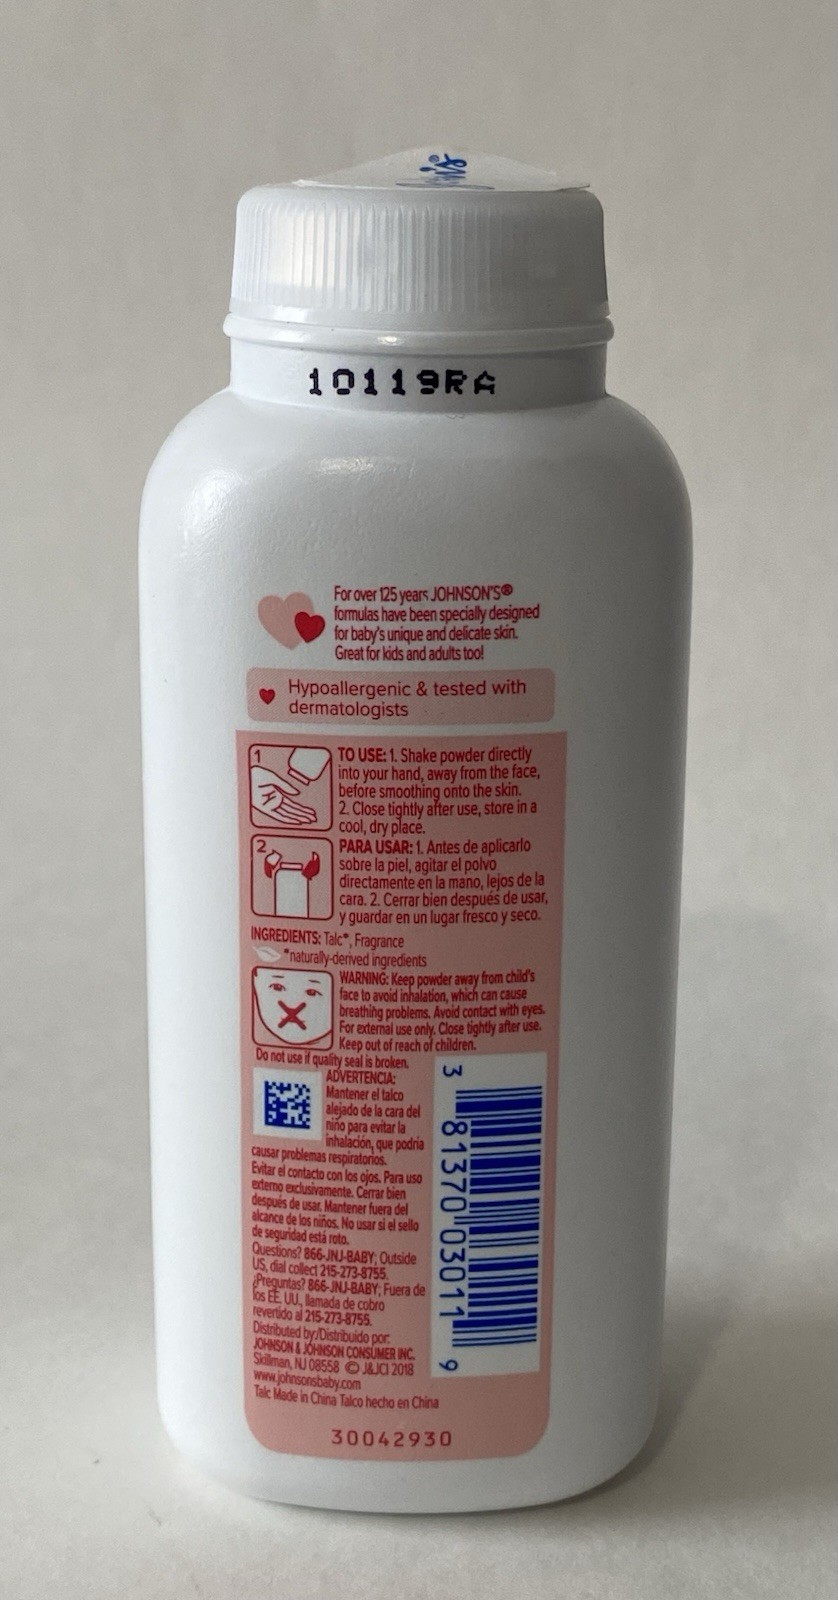 10119RA
For over 125 years JOHNSON'S®
formulas have been specially designed
for baby's unique and delicate skin.
Great for kids and adults too!
Hypoallergenic & tested with
dermatologists
1
TO USE: 1. Shake powder directly
into your hand, away from the face,
before smoothing onto the skin.
2. Close tightly after use, store in a
cool, dry place.
2
PARA USAR: 1. Antes de aplicarlo
sobre la piel, agitar el polvo
directamente en la mano, lejos de la
cara. 2. Cerrar bien después de usar,
y guardar en un lugar fresco y seco.
INGREDIENTS: Talc*, Fragrance
*naturally-derived ingredients
WARNING: Keep powder away from child's
face to avoid inhalation, which can cause
breathing problems. Avoid contact with eyes.
For external use only. Close tightly after use.
Keep out of reach of children.
Do not use if quality seal is broken.
ADVERTENCIA:
Mantener el talco
alejado de la cara del
niño para evitar la
inhalación, que podría
causar problemas respiratorios.
Evitar el contacto con los ojos. Para uso
externo exclusivamente. Cerrar bien
después de usar. Mantener fuera del
alcance de los niños. No usar si el sello
de seguridad está roto.
Questions? 866-JNJ-BABY; Outside
US, dial collect 215-273-8755.
¿Preguntas? 866-JNJ-BABY; Fuera de
los EE. UU., llamada de cobro
revertido al 215-273-8755.
Distributed by:/Distribuido por:
JOHNSON & JOHNSON CONSUMER INC.
Skillman, NJ 08558 © J&JCI 2018
www.johnsonsbaby.com
Talc Made in China Talco hecho en China
3 81370 03011 9
30042930